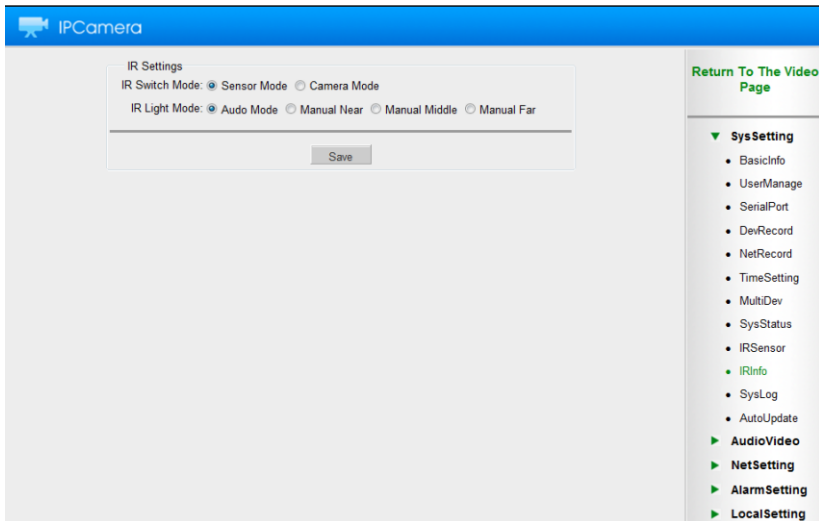 IPCamera
IR Settings
IR Switch Mode: Sensor Mode Camera Mode
IR Light Mode: Audo Mode Manual Near Manual Middle Manual Far
Save
Return To The Video
Page
SysSetting
BasicInfo
UserManage
SerialPort
DevRecord
NetRecord
TimeSetting
MultiDev
SysStatus
IRSensor
IRInfo
SysLog
AutoUpdate
AudioVideo
NetSetting
AlarmSetting
LocalSetting